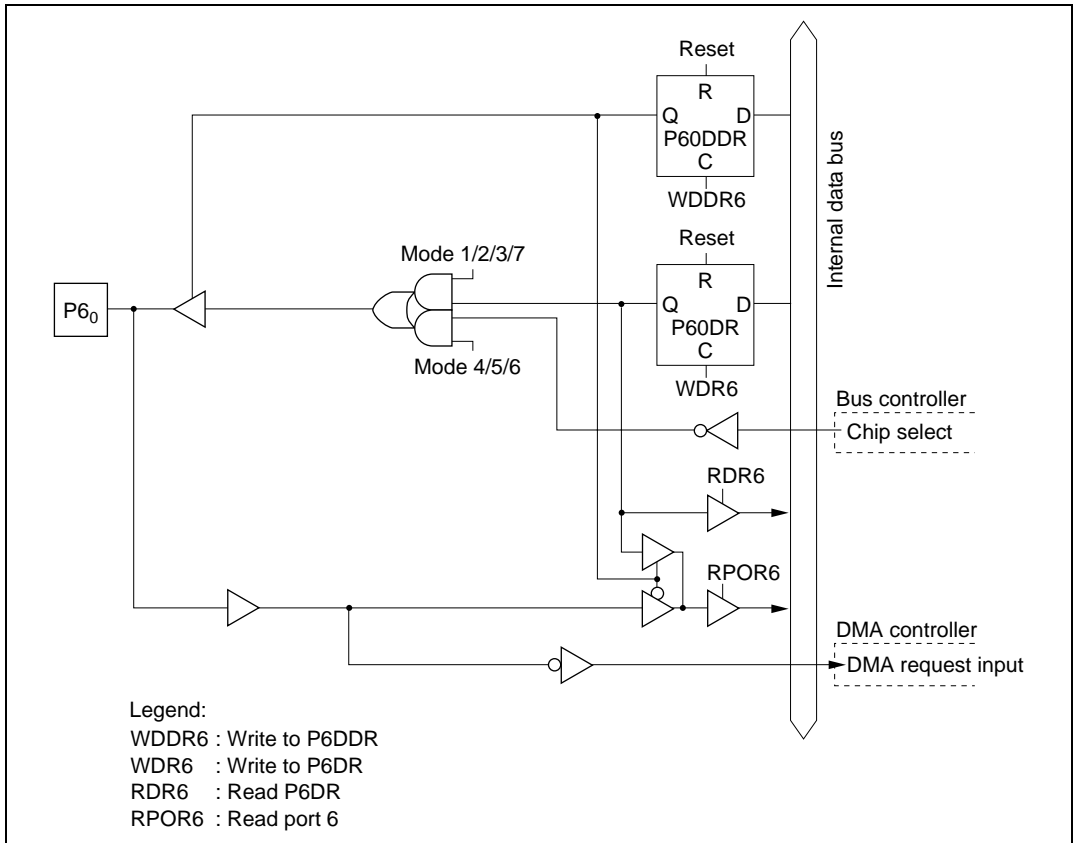 Reset
R
Q D
P60DDR
C
WDDR6
Internal data bus
Reset
Mode 1/2/3/7
R
Q D
P6₀
P60DR
C
Mode 4/5/6
WDR6
Bus controller
Chip select
RDR6
RPOR6
DMA controller
DMA request input
Legend:
WDDR6 : Write to P6DDR
WDR6 : Write to P6DR
RDR6 : Read P6DR
RPOR6 : Read port 6